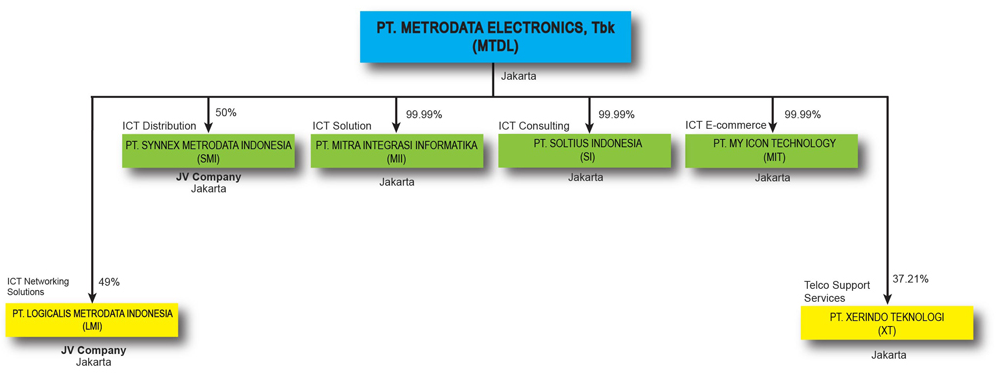 PT. METRODATA ELECTRONICS, Tbk
(MTDL)
Jakarta
ICT Distribution
50%
PT. SYNNEX METRODATA INDONESIA
(SMI)
JV Company
Jakarta
ICT Solution
99.99%
PT. MITRA INTEGRASI INFORMATIKA
(MII)
Jakarta
ICT Consulting
99.99%
PT. SOLTIUS INDONESIA
(SI)
Jakarta
ICT E-commerce
99.99%
PT. MY ICON TECHNOLOGY
(MIT)
Jakarta
ICT Networking
Solutions
49%
PT. LOGICALIS METRODATA INDONESIA
(LMI)
JV Company
Jakarta
Telco Support
Services
37.21%
PT. XERINDO TEKNOLOGI
(XT)
Jakarta